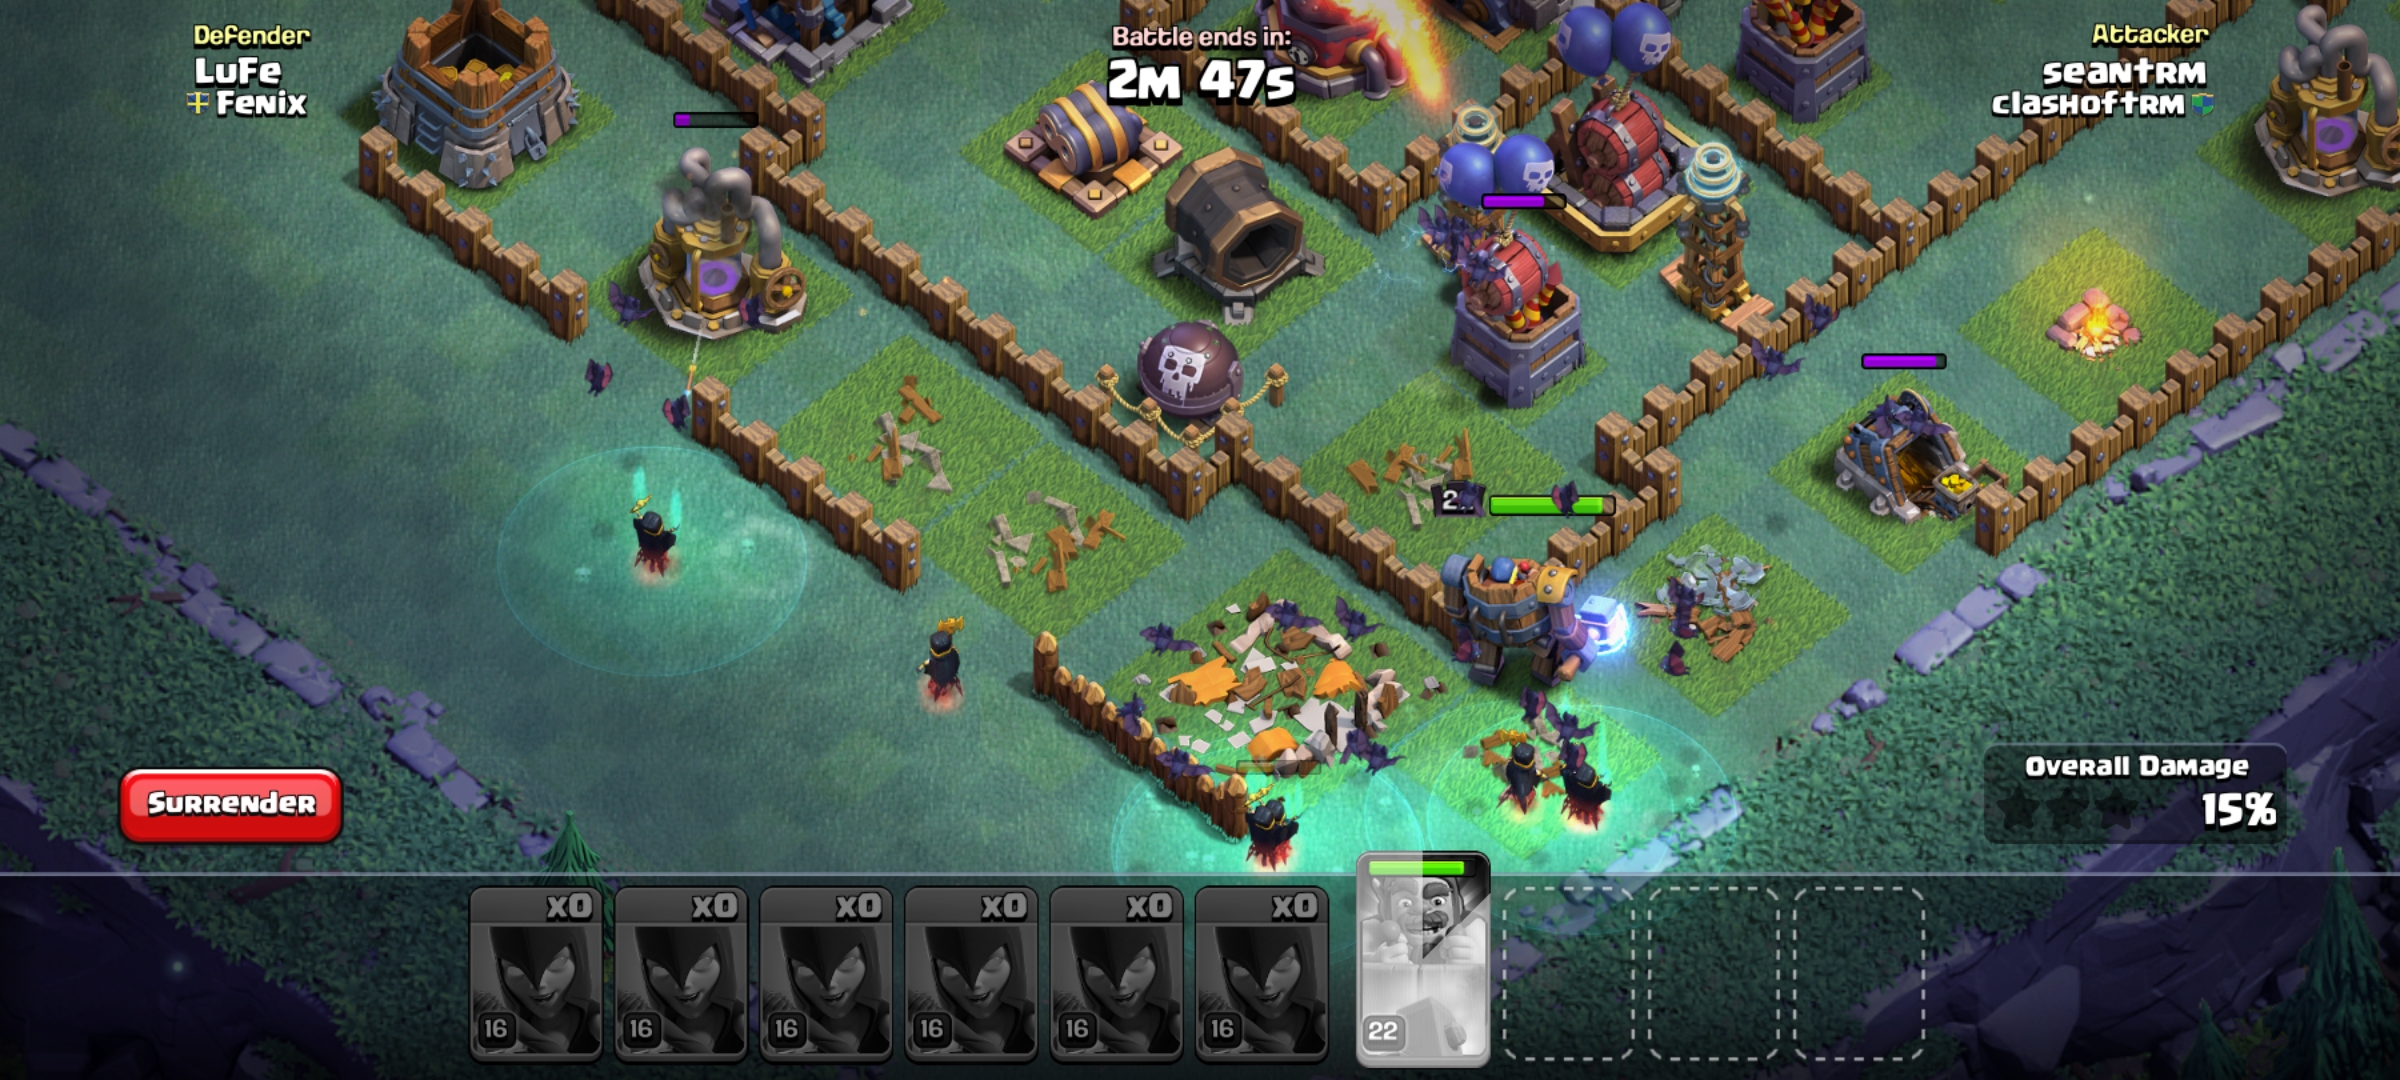 Defender
LuFe
Fenix
Battle ends in:
2M 47s
Attacker
seantRM
clashoftRM
Surrender
Overall Damage
15%
x0
x0
x0
x0
x0
x0
16
16
16
16
16
16
22